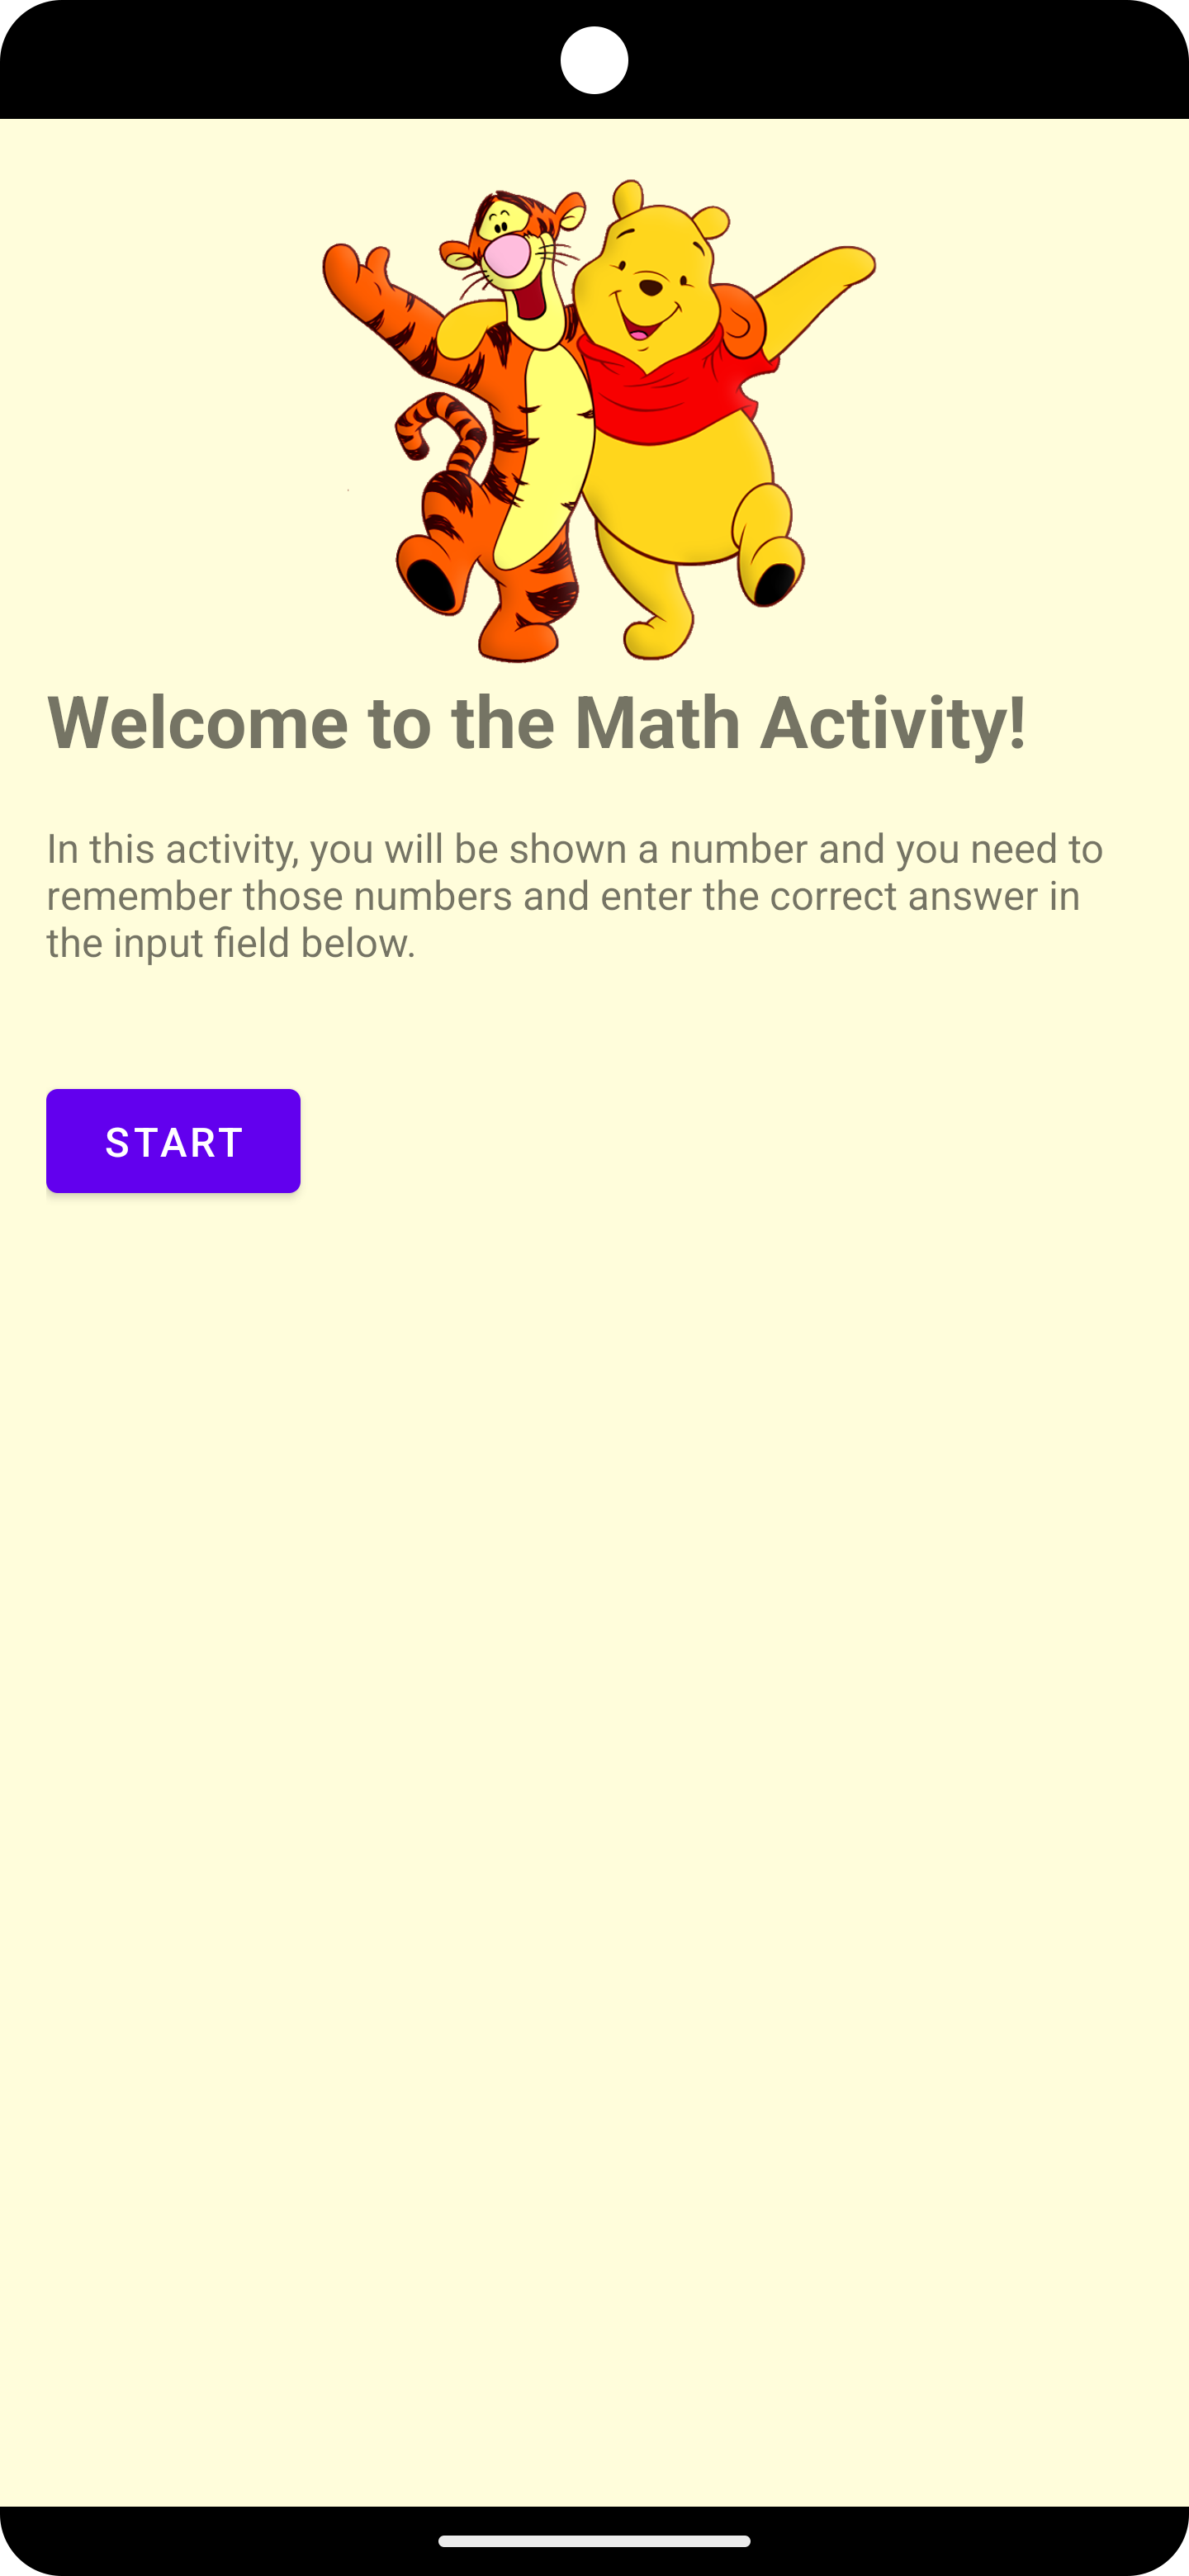 Welcome to the Math Activity!
In this activity, you will be shown a number and you need to
remember those numbers and enter the correct answer in
the input field below.
START